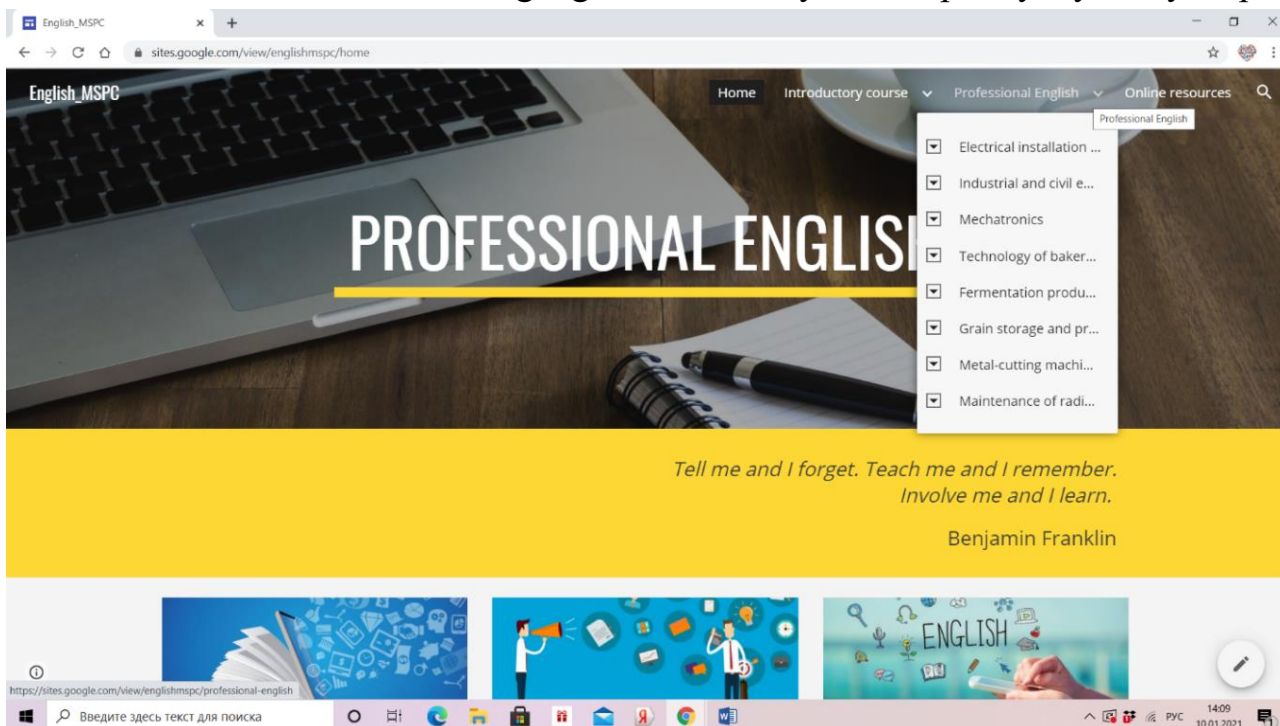 English_MSPC
sites.google.com/view/englishmspc/home
English_MSPC
Home Introductory course Professional English Online resources
Professional English
Electrical installation ...
Industrial and civil e...
Mechatronics
Technology of baker...
Fermentation produ...
Grain storage and pr...
Metal-cutting machi...
Maintenance of radi...
PROFESSIONAL ENGLIS
Tell me and I forget. Teach me and I remember.
Involve me and I learn.
Benjamin Franklin
ENGLISH
https://sites.google.com/view/englishmspc/professional-english
Введите здесь текст для поиска
РУС
14:09
10.01.2021